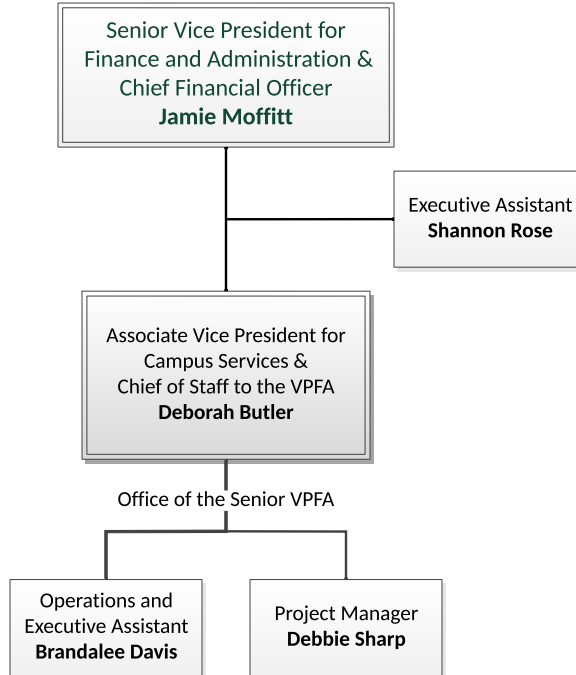 Senior Vice President for
Finance and Administration &
Chief Financial Officer
Jamie Moffitt
Executive Assistant
Shannon Rose
Associate Vice President for
Campus Services &
Chief of Staff to the VPFA
Deborah Butler
Office of the Senior VPFA
Operations and
Executive Assistant
Brandalee Davis
Project Manager
Debbie Sharp